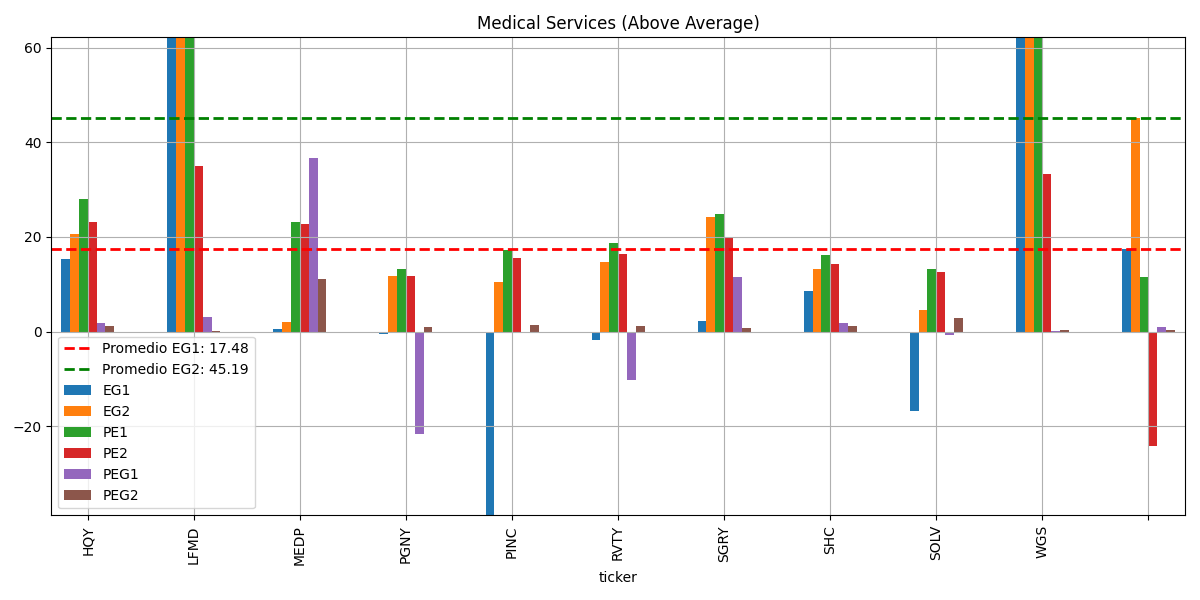 Medical Services (Above Average)
60
40
20
0
−20
Promedio EG1: 17.48
Promedio EG2: 45.19
EG1
EG2
PE1
PE2
PEG1
PEG2
HQY
LFMD
MEDP
PGNY
PINC
RVTY
SGRY
SHC
SOLV
WGS
ticker